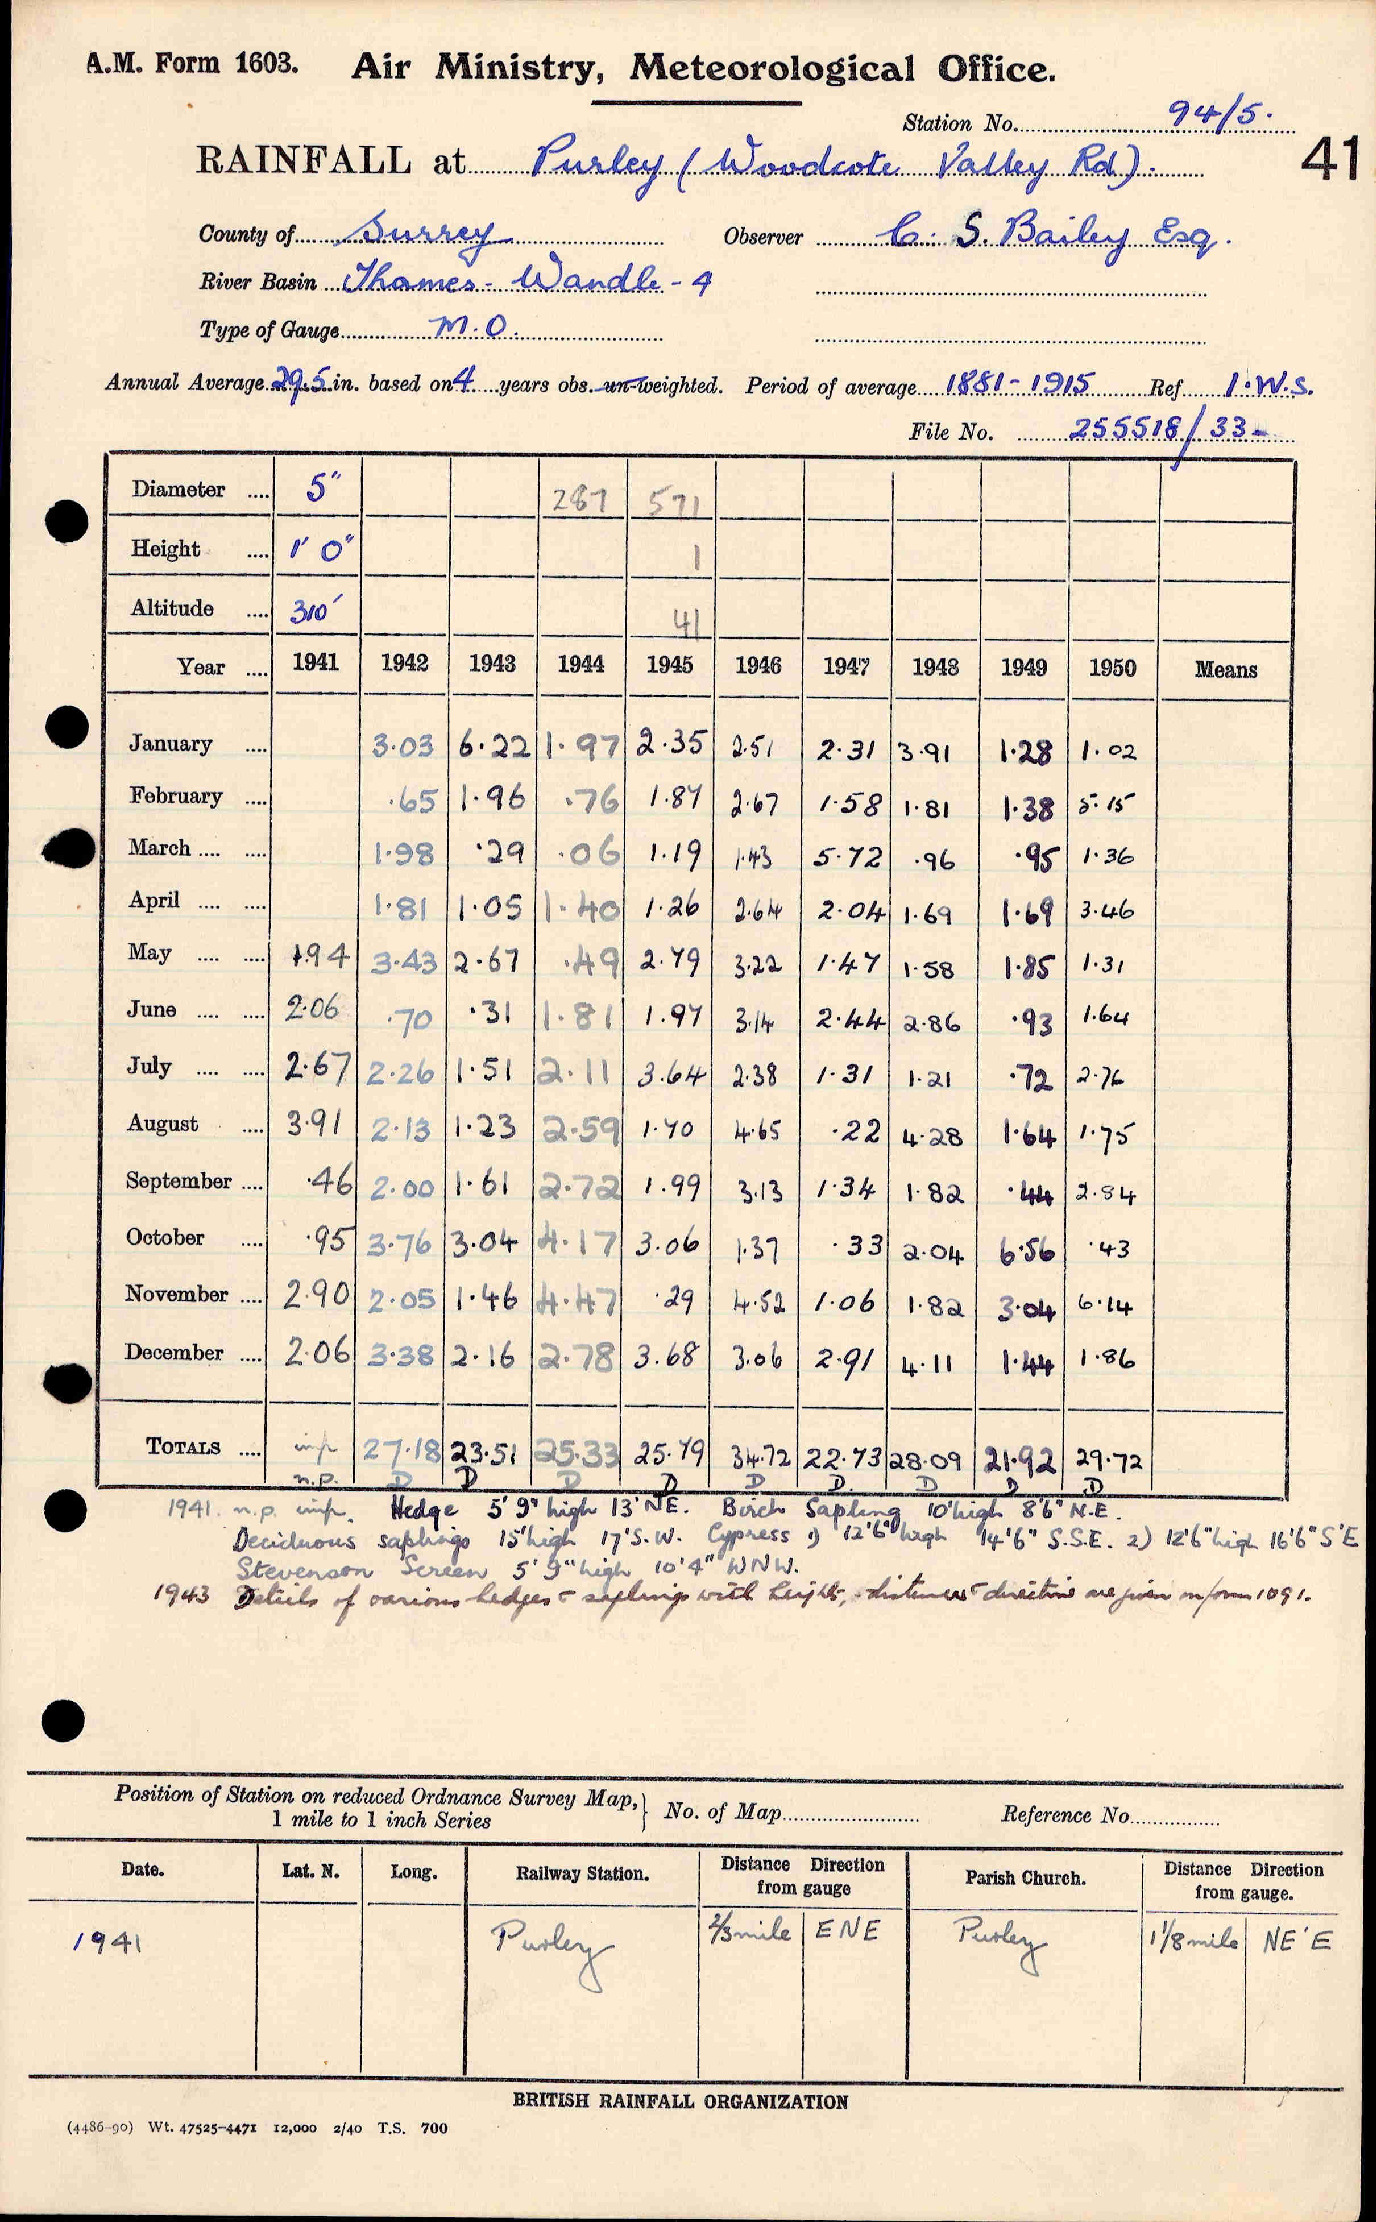 A.M. Form 1603. Air Ministry, Meteorological Office.
Station No. 94/5.
RAINFALL at Purley (Woodcote Valley Rd). 41
County of Surrey Observer C. S. Bailey Esq.
River Basin Thames - Wandle - 4
Type of Gauge M.O.
Annual Average 29.5 in. based on 4 years obs. un-weighted. Period of average 1881-1915 Ref. I.W.S.
File No. 255518/33
Diameter .... 5" 287 571
Height .... 1' 0" 1
Altitude .... 310' 41
Year .... 1941 1942 1943 1944 1945 1946 1947 1948 1949 1950 Means
January .... 3.03 6.22 1.97 2.35 2.51 2.31 3.91 1.28 1.02
February .... .65 1.96 .76 1.87 2.67 1.58 1.81 1.38 5.15
March .... .... 1.98 .29 .06 1.19 1.43 5.72 .96 .95 1.36
April .... .... 1.81 1.05 1.40 1.26 2.64 2.04 1.69 1.69 3.46
May .... .... 1.94 3.43 2.67 .49 2.79 3.22 1.47 1.58 1.85 1.31
June .... .... 2.06 .70 .31 1.81 1.97 3.14 2.44 2.86 .93 1.64
July .... .... 2.67 2.26 1.51 2.11 3.64 2.38 1.31 1.21 .72 2.76
August .... 3.91 2.13 1.23 2.59 1.70 4.65 .22 4.28 1.64 1.75
September .... .46 2.00 1.61 2.72 1.99 3.13 1.34 1.82 .44 2.84
October .... .95 3.76 3.04 4.17 3.06 1.37 .33 2.04 6.56 .43
November .... 2.90 2.05 1.46 4.47 .29 4.52 1.06 1.82 3.04 6.14
December .... 2.06 3.38 2.16 2.78 3.68 3.06 2.91 4.11 1.44 1.86
TOTALS .... imp 27.18 23.51 25.33 25.79 34.72 22.73 28.09 21.92 29.72
n.p. D D D D D D. D D D
1941. n.p. imp. Hedge 5' 9" high 13' NE. Birch Sapling 10' high 8'6" N.E.
Deciduous saplings 15' high 17' S.W. Cypress 1) 12'6" high 14'6" S.S.E. 2) 12'6" high 16'6" S'E
Stevenson Screen 5' 9" high 10'4" WNW.
1943 Details of various hedges & saplings with heights, distances & direction are given on form 1091.
Position of Station on reduced Ordnance Survey Map, } No. of Map Reference No.
1 mile to 1 inch Series
Date. Lat. N. Long. Railway Station. Distance Direction from gauge Parish Church. Distance Direction from gauge.
1941 Purley 2/3 mile ENE Purley 1 1/8 mile NE'E
BRITISH RAINFALL ORGANIZATION
(4486-90) Wt. 47525-4471 12,000 2/40 T.S. 700